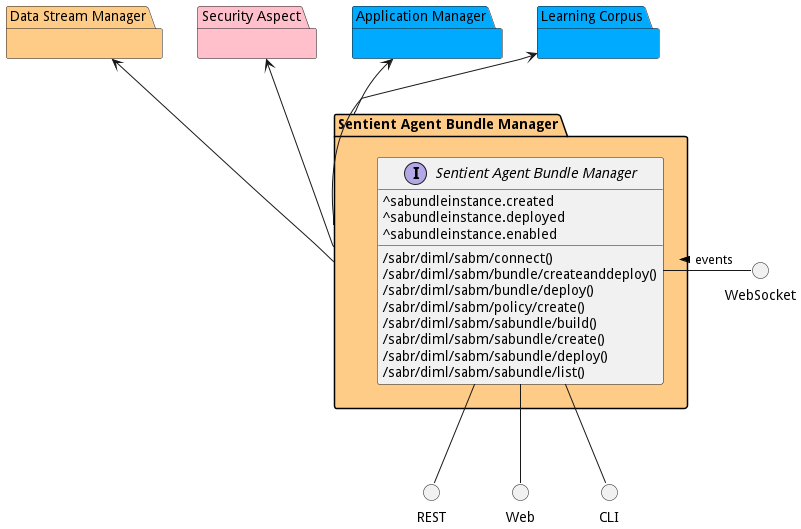 Data Stream Manager
Security Aspect
Application Manager
Learning Corpus
Sentient Agent Bundle Manager
I
Sentient Agent Bundle Manager
^sabundleinstance.created
^sabundleinstance.deployed
^sabundleinstance.enabled
/sabr/diml/sabm/connect()
/sabr/diml/sabm/bundle/createanddeploy()
/sabr/diml/sabm/bundle/deploy()
/sabr/diml/sabm/policy/create()
/sabr/diml/sabm/sabundle/build()
/sabr/diml/sabm/sabundle/create()
/sabr/diml/sabm/sabundle/deploy()
/sabr/diml/sabm/sabundle/list()
events
WebSocket
REST
Web
CLI